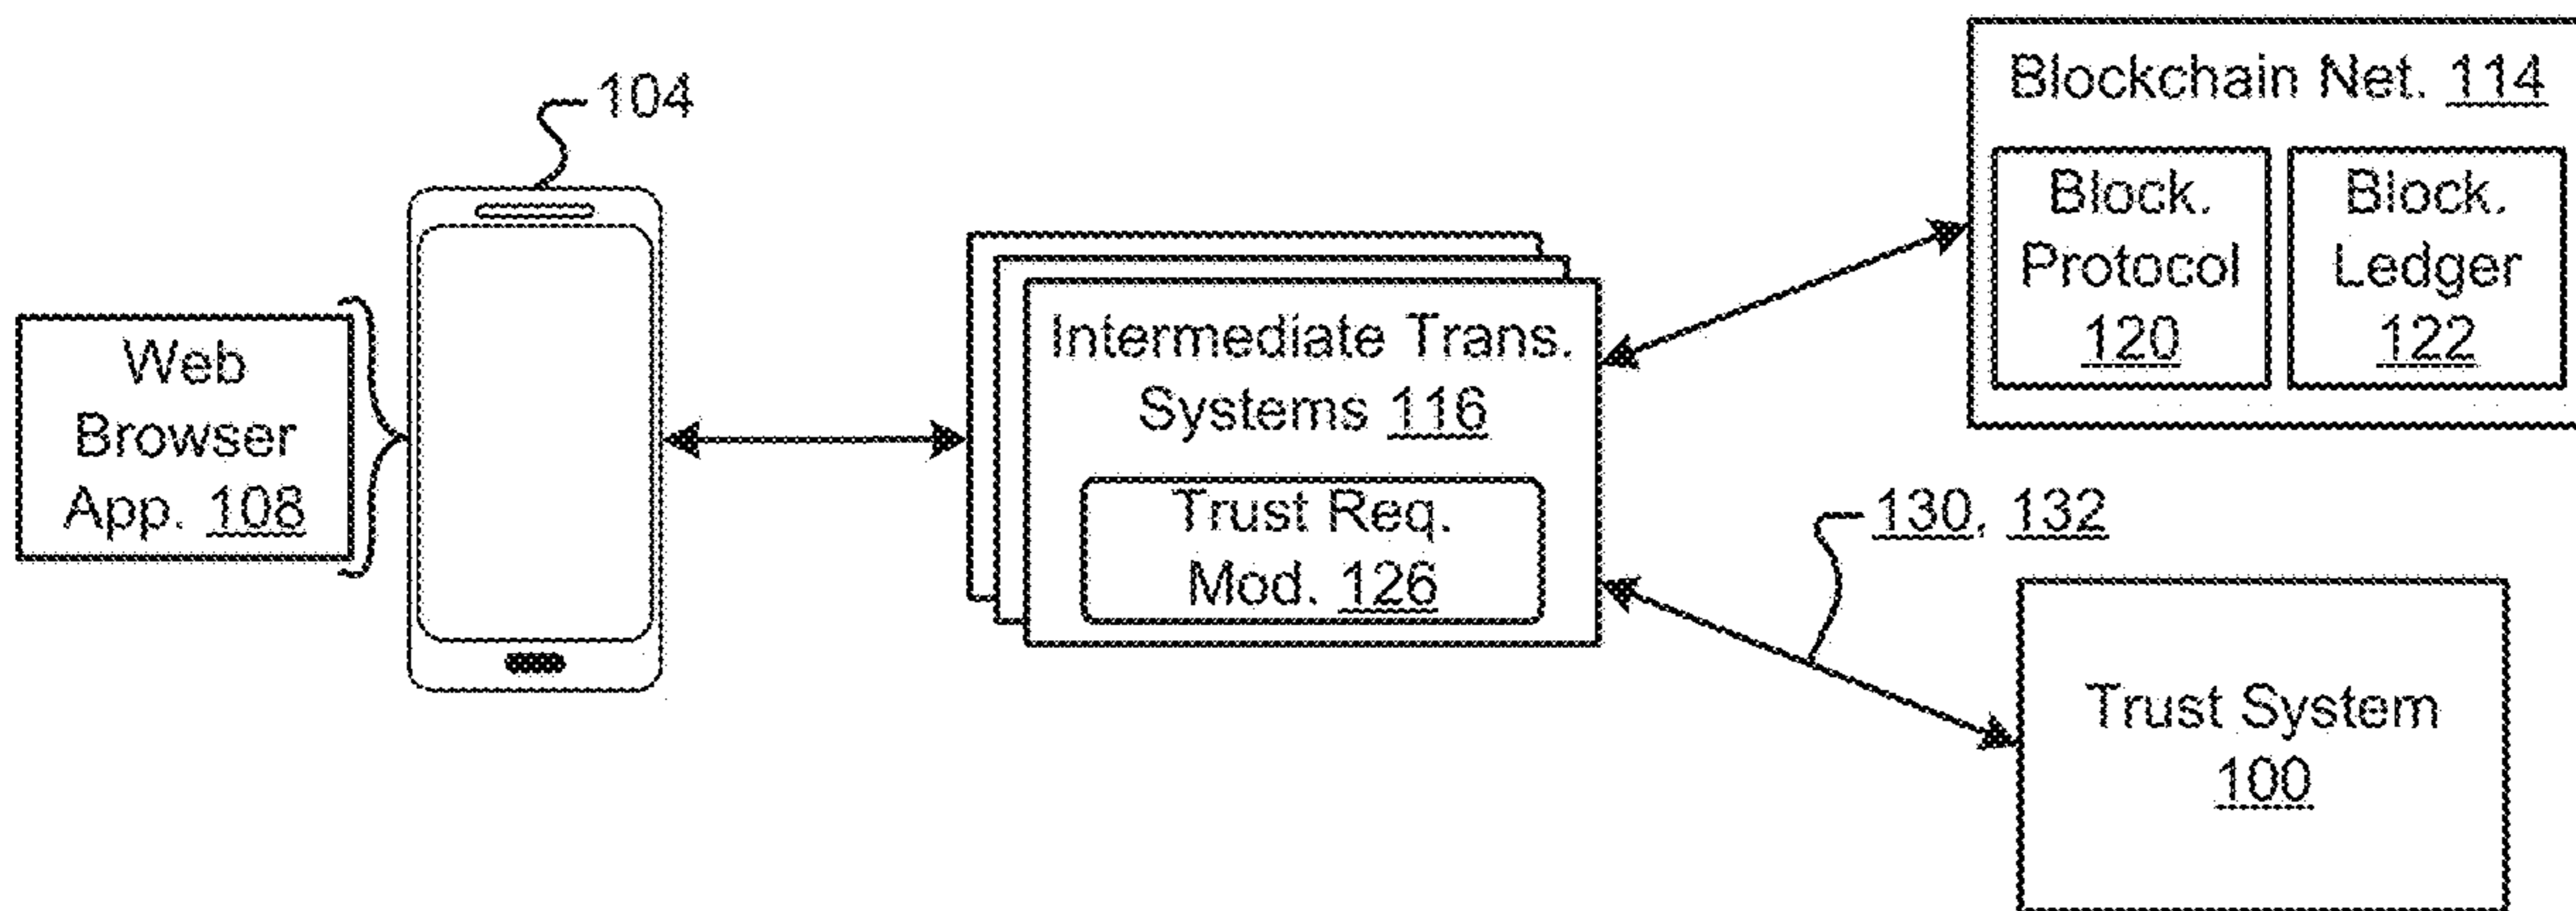 104
Web
Browser
App. 108
Intermediate Trans.
Systems 116
Trust Req.
Mod. 126
Blockchain Net. 114
Block.
Protocol
120
Block.
Ledger
122
130, 132
Trust System
100